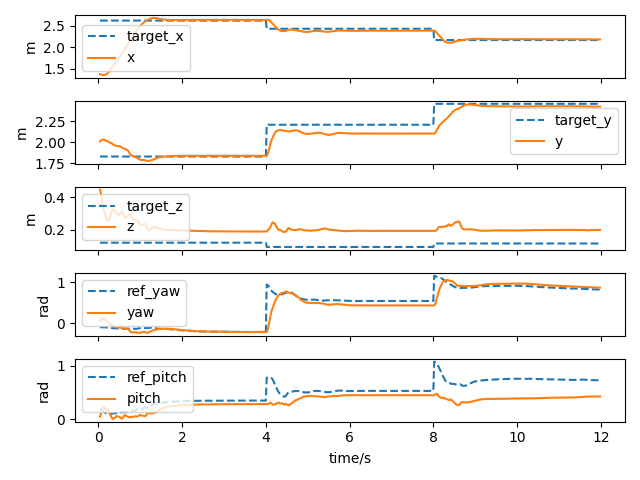 2.5
2.0
1.5
m
target_x
x
2.25
2.00
1.75
m
target_y
y
0.4
0.2
m
target_z
z
1
0
rad
ref_yaw
yaw
1
0
rad
ref_pitch
pitch
0 2 4 6 8 10 12
time/s